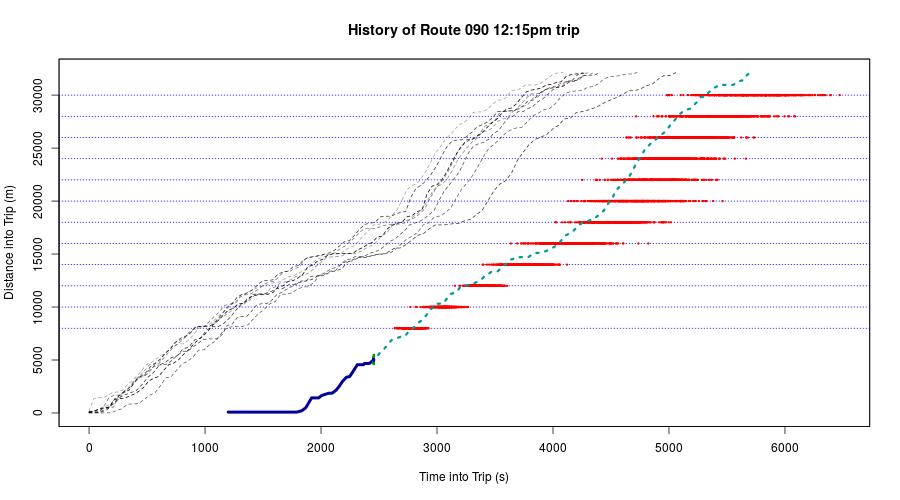 History of Route 090 12:15pm trip
Distance into Trip (m)
30000
25000
20000
15000
10000
5000
0
0 1000 2000 3000 4000 5000 6000
Time into Trip (s)